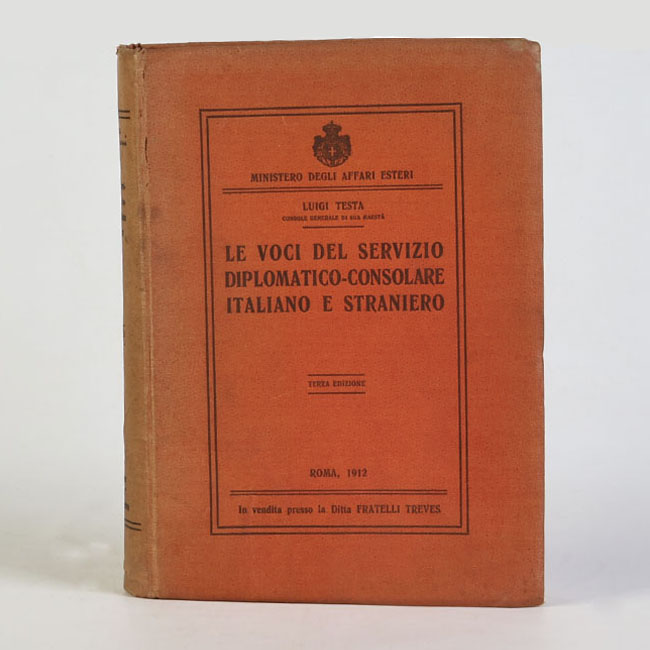 MINISTERO DEGLI AFFARI ESTERI
LUIGI TESTA
CONSOLE GENERALE DI SUA MAESTÀ
LE VOCI DEL SERVIZIO
DIPLOMATICO-CONSOLARE
ITALIANO E STRANIERO
TERZA EDIZIONE
ROMA, 1912
In vendita presso la Ditta FRATELLI TREVES